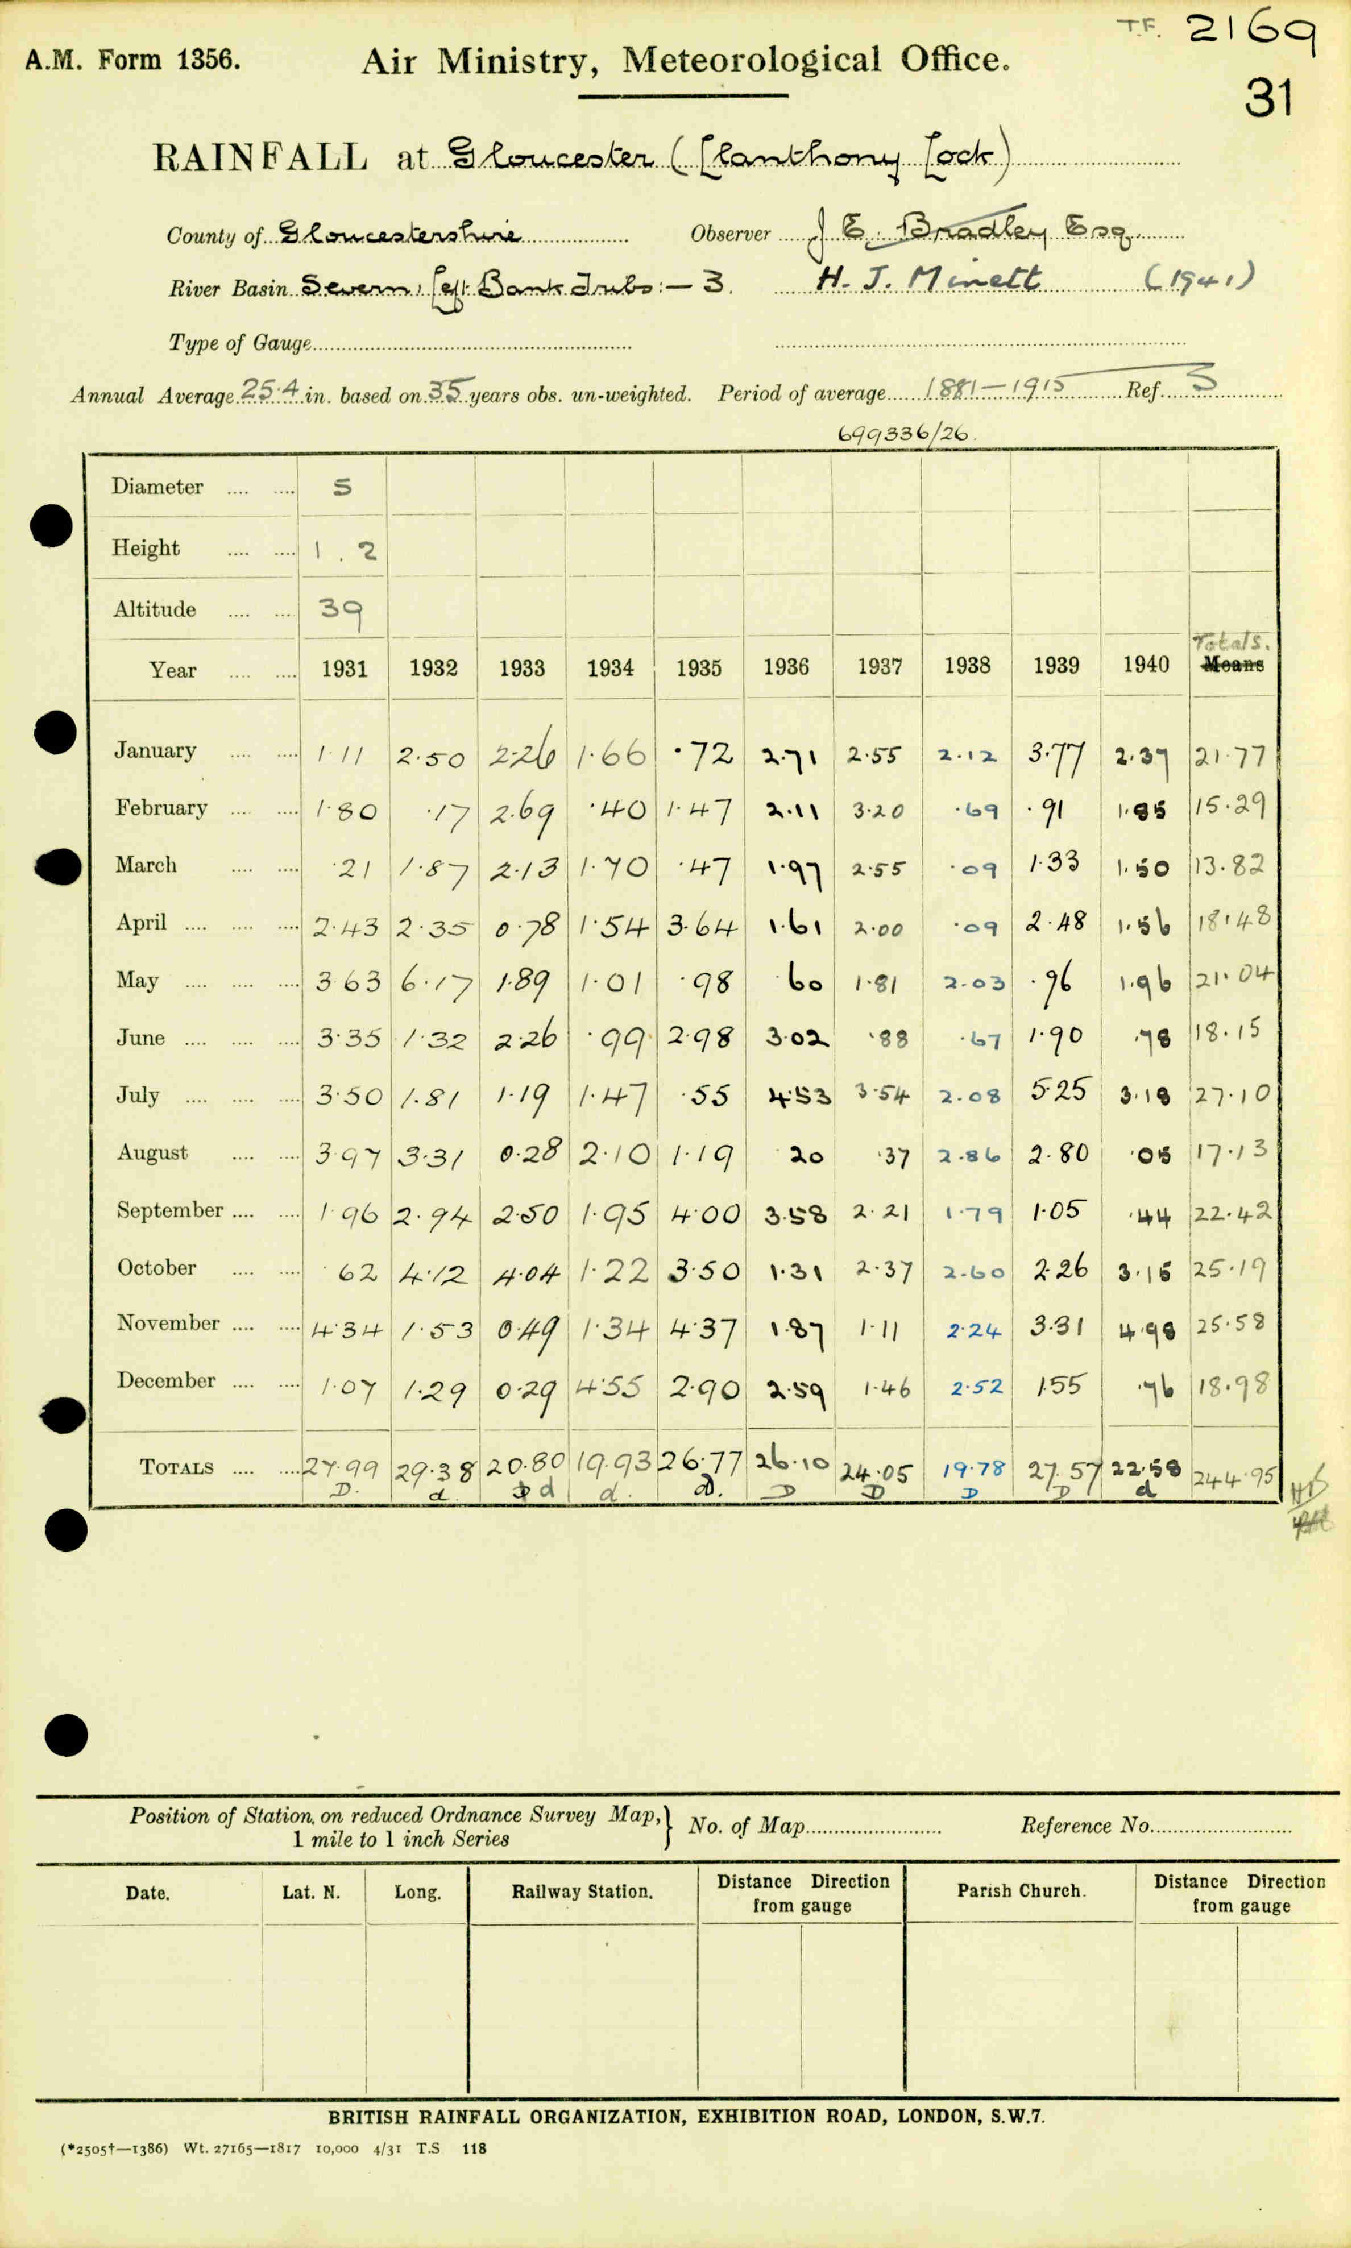 T.F. 2169
A.M. Form 1356. Air Ministry, Meteorological Office.
31
RAINFALL at Gloucester (Llanthony Lock)
County of Gloucestershire Observer J E. Bradley Esq.
River Basin Severn, Left Bank Tribs:— 3. H. J. Minett (1941)
Type of Gauge
Annual Average 25.4 in. based on 35 years obs. un-weighted. Period of average 1881—1915 Ref. 3
699336/26.
Diameter .... .... 5
Height .... .... 1 . 2
Altitude .... .... 39
Totals.
Year .... .... 1931 1932 1933 1934 1935 1936 1937 1938 1939 1940 Means
January .... .... 1.11 2.50 2.26 1.66 .72 2.71 2.55 2.12 3.77 2.37 21.77
February .... .... 1.80 .17 2.69 .40 1.47 2.11 3.20 .69 .91 1.85 15.29
March .... .... .21 1.87 2.13 1.70 .47 1.97 2.55 .09 1.33 1.50 13.82
April .... .... .... 2.43 2.35 0.78 1.54 3.64 1.61 2.00 .09 2.48 1.56 18.48
May .... .... .... 3 63 6.17 1.89 1.01 .98 60 1.81 2.03 .96 1.96 21.04
June .... .... .... 3.35 1.32 2.26 .99 2.98 3.02 .88 .67 1.90 .78 18.15
July .... .... .... 3.50 1.81 1.19 1.47 .55 4.53 3.54 2.08 5.25 3.18 27.10
August .... .... 3.97 3.31 0.28 2.10 1.19 20 .37 2.86 2.80 .05 17.13
September .... .... 1.96 2.94 2.50 1.95 4.00 3.58 2.21 1.79 1.05 .44 22.42
October .... .... 62 4.12 4.04 1.22 3.50 1.31 2.37 2.60 2.26 3.15 25.19
November .... .... 4.34 1.53 0.49 1.34 4.37 1.87 1.11 2.24 3.31 4.98 25.58
December .... .... 1.07 1.29 0.29 4.55 2.90 2.59 1.46 2.52 1.55 .76 18.98
TOTALS .... .... 27.99 29.38 20.80 19.93 26.77 26.10 24.05 19.78 27.57 22.58 244.95
D. d. d d. D. D D D D d
Position of Station on reduced Ordnance Survey Map, } No. of Map Reference No.
1 mile to 1 inch Series
Date. Lat. N. Long. Railway Station. Distance Direction from gauge Parish Church. Distance Direction from gauge
BRITISH RAINFALL ORGANIZATION, EXHIBITION ROAD, LONDON, S.W.7.
(*2505†—1386) Wt. 27165—1817 10,000 4/31 T.S 118